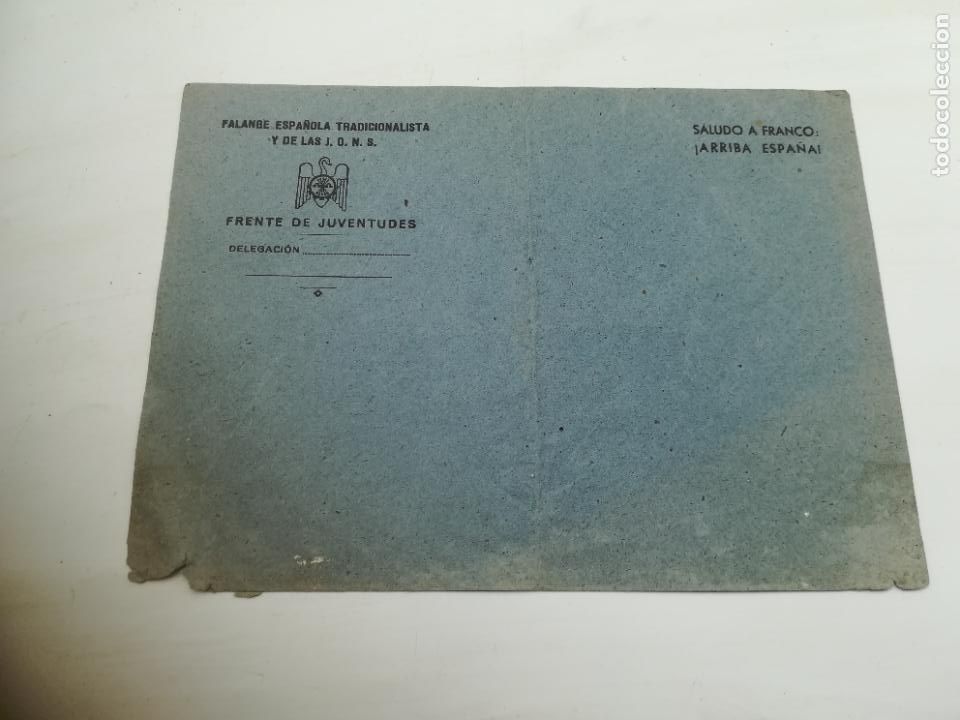 FALANGE ESPAÑOLA TRADICIONALISTA
Y DE LAS J. O. N. S.
FRENTE DE JUVENTUDES
DELEGACIÓN
SALUDO A FRANCO:
¡ARRIBA ESPAÑA!
todocoleccion